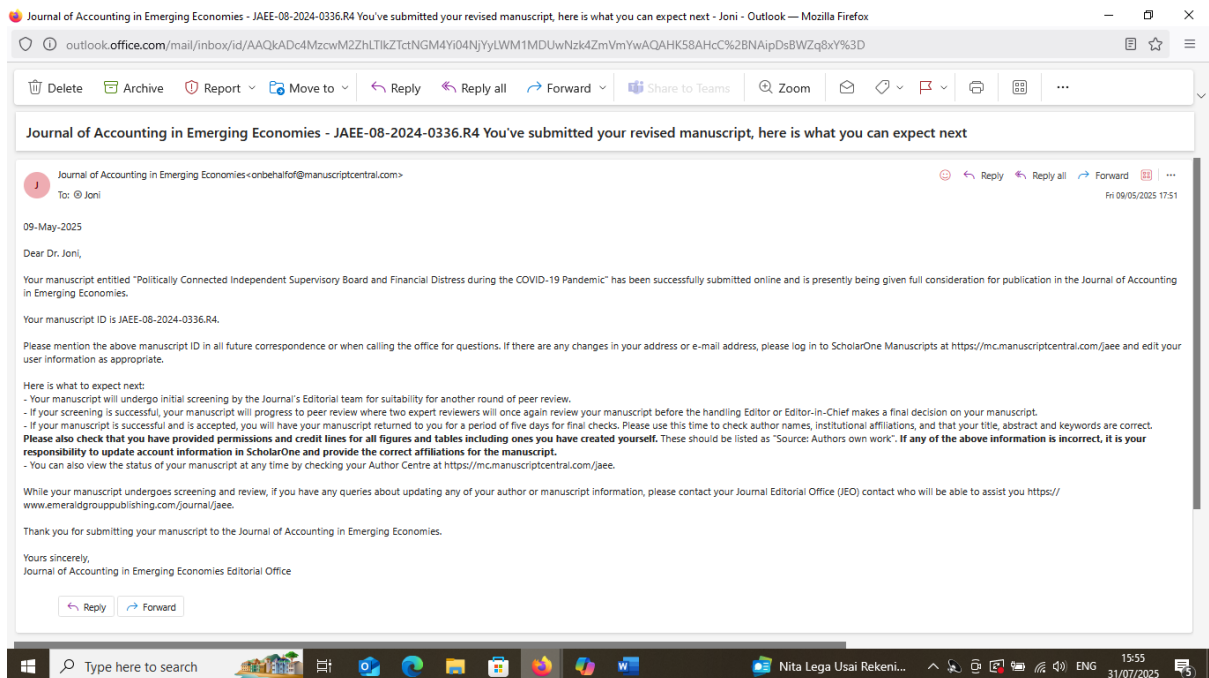 Journal of Accounting in Emerging Economies - JAEE-08-2024-0336.R4 You've submitted your revised manuscript, here is what you can expect next - Joni - Outlook — Mozilla Firefox
outlook.office.com/mail/inbox/id/AAQkADc4MzcwM2ZhLTlkZTctNGM4Yi04NjYyLWM1MDUwNzk4ZmVmYwAQAHK58AHcC%2BNAipDsBWZq8xY%3D
Delete Archive Report Move to Reply Reply all Forward Share to Teams Zoom
Journal of Accounting in Emerging Economies - JAEE-08-2024-0336.R4 You've submitted your revised manuscript, here is what you can expect next
J
Journal of Accounting in Emerging Economies<onbehalfof@manuscriptcentral.com>
Reply Reply all Forward
To: Joni
Fri 09/05/2025 17:51
09-May-2025
Dear Dr. Joni,
Your manuscript entitled "Politically Connected Independent Supervisory Board and Financial Distress during the COVID-19 Pandemic" has been successfully submitted online and is presently being given full consideration for publication in the Journal of Accounting
in Emerging Economies.
Your manuscript ID is JAEE-08-2024-0336.R4.
Please mention the above manuscript ID in all future correspondence or when calling the office for questions. If there are any changes in your address or e-mail address, please log in to ScholarOne Manuscripts at https://mc.manuscriptcentral.com/jaee and edit your
user information as appropriate.
Here is what to expect next:
- Your manuscript will undergo initial screening by the Journal's Editorial team for suitability for another round of peer review.
- If your screening is successful, your manuscript will progress to peer review where two expert reviewers will once again review your manuscript before the handling Editor or Editor-in-Chief makes a final decision on your manuscript.
- If your manuscript is successful and is accepted, you will have your manuscript returned to you for a period of five days for final checks. Please use this time to check author names, institutional affiliations, and that your title, abstract and keywords are correct.
Please also check that you have provided permissions and credit lines for all figures and tables including ones you have created yourself. These should be listed as "Source: Authors own work". If any of the above information is incorrect, it is your
responsibility to update account information in ScholarOne and provide the correct affiliations for the manuscript.
- You can also view the status of your manuscript at any time by checking your Author Centre at https://mc.manuscriptcentral.com/jaee.
While your manuscript undergoes screening and review, if you have any queries about updating any of your author or manuscript information, please contact your Journal Editorial Office (JEO) contact who will be able to assist you https://
www.emeraldgrouppublishing.com/journal/jaee.
Thank you for submitting your manuscript to the Journal of Accounting in Emerging Economies.
Yours sincerely,
Journal of Accounting in Emerging Economies Editorial Office
Reply Forward
Type here to search
Nita Lega Usai Rekeni...
ENG
15:55
31/07/2025
5